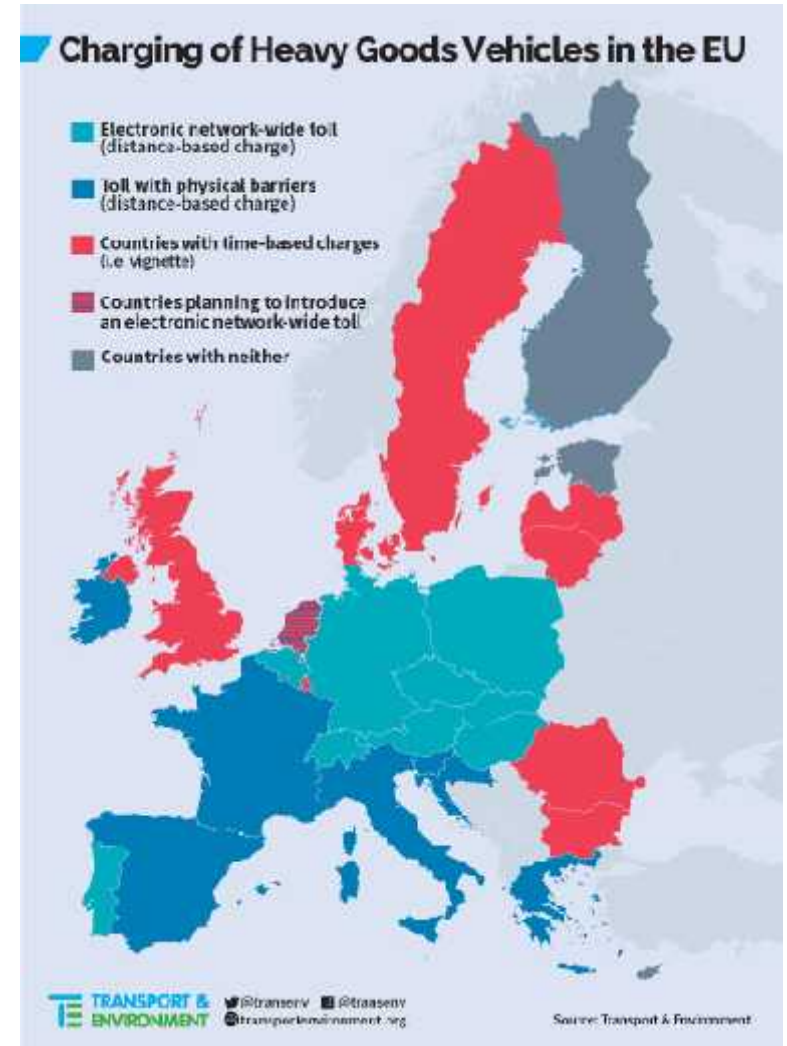 Charging of Heavy Goods Vehicles in the EU
Electronic network-wide toll
(distance-based charge)
Toll with physical barriers
(distance-based charge)
Countries with time-based charges
(i.e. vignette)
Countries planning to introduce
an electronic network-wide toll
Countries with neither
TRANSPORT &
ENVIRONMENT
@transenv @transenv
transportenvironment.org
Source: Transport & Environment